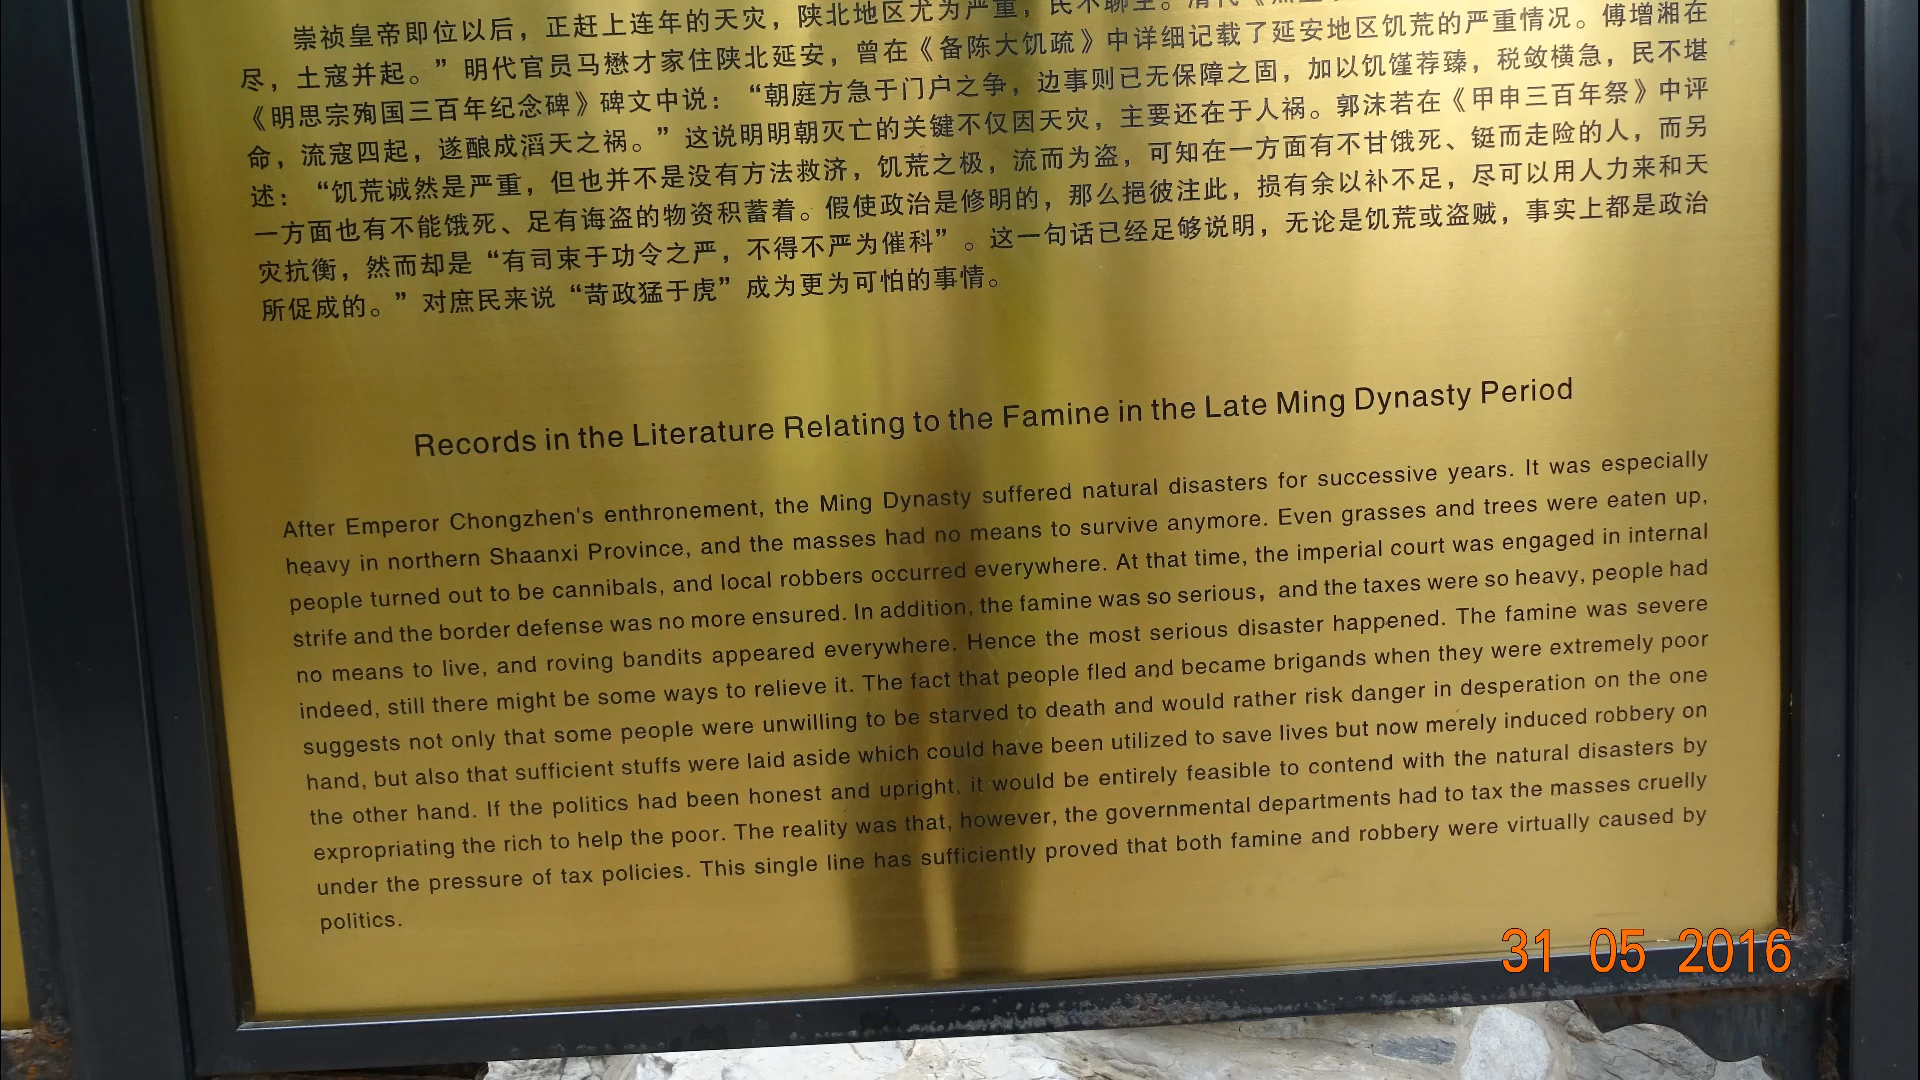 崇祯皇帝即位以后，正赶上连年的天灾，陕北地区尤为严重，民不聊生。清代
尽，土寇并起。”明代官员马懋才家住陕北延安，曾在《备陈大饥疏》中详细记载了延安地区饥荒的严重情况。傅增湘在
《明思宗殉国三百年纪念碑》碑文中说：“朝庭方急于门户之争，边事则已无保障之固，加以饥馑荐臻，税敛横急，民不堪
命，流寇四起，遂酿成滔天之祸。”这说明明朝灭亡的关键不仅因天灾，主要还在于人祸。郭沫若在《甲申三百年祭》中评
述：“饥荒诚然是严重，但也并不是没有方法救济，饥荒之极，流而为盗，可知在一方面有不甘饿死、铤而走险的人，而另
一方面也有不能饿死、足有诲盗的物资积蓄着。假使政治是修明的，那么挹彼注此，损有余以补不足，尽可以用人力来和天
灾抗衡，然而却是“有司束于功令之严，不得不严为催科”。这一句话已经足够说明，无论是饥荒或盗贼，事实上都是政治
所促成的。”对庶民来说“苛政猛于虎”成为更为可怕的事情。
Records in the Literature Relating to the Famine in the Late Ming Dynasty Period
After Emperor Chongzhen's enthronement, the Ming Dynasty suffered natural disasters for successive years. It was especially
heavy in northern Shaanxi Province, and the masses had no means to survive anymore. Even grasses and trees were eaten up,
people turned out to be cannibals, and local robbers occurred everywhere. At that time, the imperial court was engaged in internal
strife and the border defense was no more ensured. In addition, the famine was so serious，and the taxes were so heavy, people had
no means to live, and roving bandits appeared everywhere. Hence the most serious disaster happened. The famine was severe
indeed, still there might be some ways to relieve it. The fact that people fled and became brigands when they were extremely poor
suggests not only that some people were unwilling to be starved to death and would rather risk danger in desperation on the one
hand, but also that sufficient stuffs were laid aside which could have been utilized to save lives but now merely induced robbery on
the other hand. If the politics had been honest and upright, it would be entirely feasible to contend with the natural disasters by
expropriating the rich to help the poor. The reality was that, however, the governmental departments had to tax the masses cruelly
under the pressure of tax policies. This single line has sufficiently proved that both famine and robbery were virtually caused by
politics.
31 05 2016